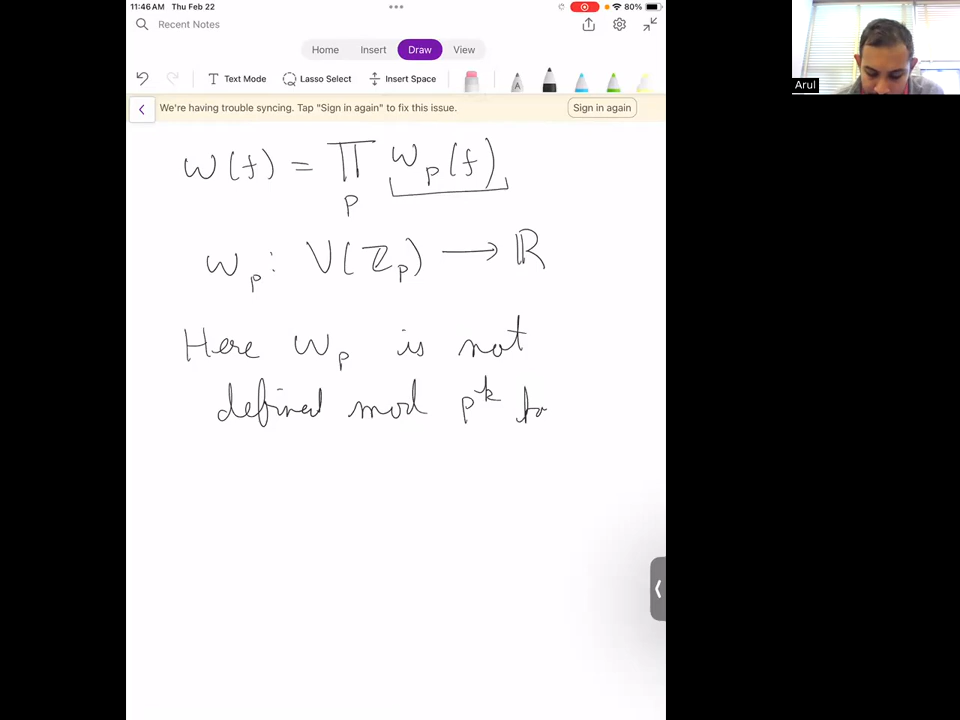 11:46 AM Thu Feb 22
80%
Recent Notes
Home Insert Draw View
Text Mode Lasso Select Insert Space
We're having trouble syncing. Tap "Sign in again" to fix this issue.
Sign in again
Arul
w(f) = ∏_p w_p(f)
w_p : V(ℤ_p) ⟶ ℝ
Here w_p is not
defined mod p^k